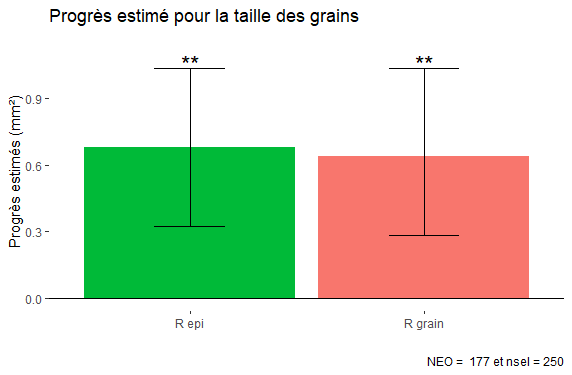 Progrès estimé pour la taille des grains
Progrès estimés (mm²)
0.9
0.6
0.3
0.0
**
**
R epi
R grain
NEO = 177 et nsel = 250